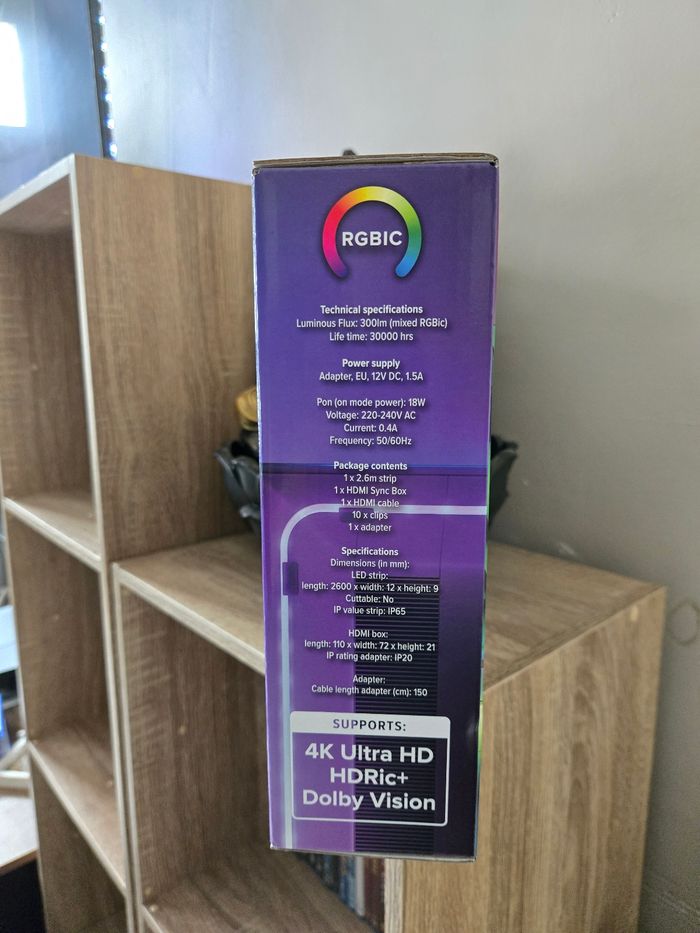 RGBIC
Technical specifications
Luminous Flux: 300lm (mixed RGBic)
Life time: 30000 hrs
Power supply
Adapter, EU, 12V DC, 1.5A
Pon (on mode power): 18W
Voltage: 220-240V AC
Current: 0.4A
Frequency: 50/60Hz
Package contents
1 x 2.6m strip
1 x HDMI Sync Box
1 x HDMI cable
10 x clips
1 x adapter
Specifications
Dimensions (in mm):
LED strip:
length: 2600 x width: 12 x height: 9
Cuttable: No
IP value strip: IP65
HDMI box:
length: 110 x width: 72 x height: 21
IP rating adapter: IP20
Adapter:
Cable length adapter (cm): 150
SUPPORTS:
4K Ultra HD
HDRic+
Dolby Vision